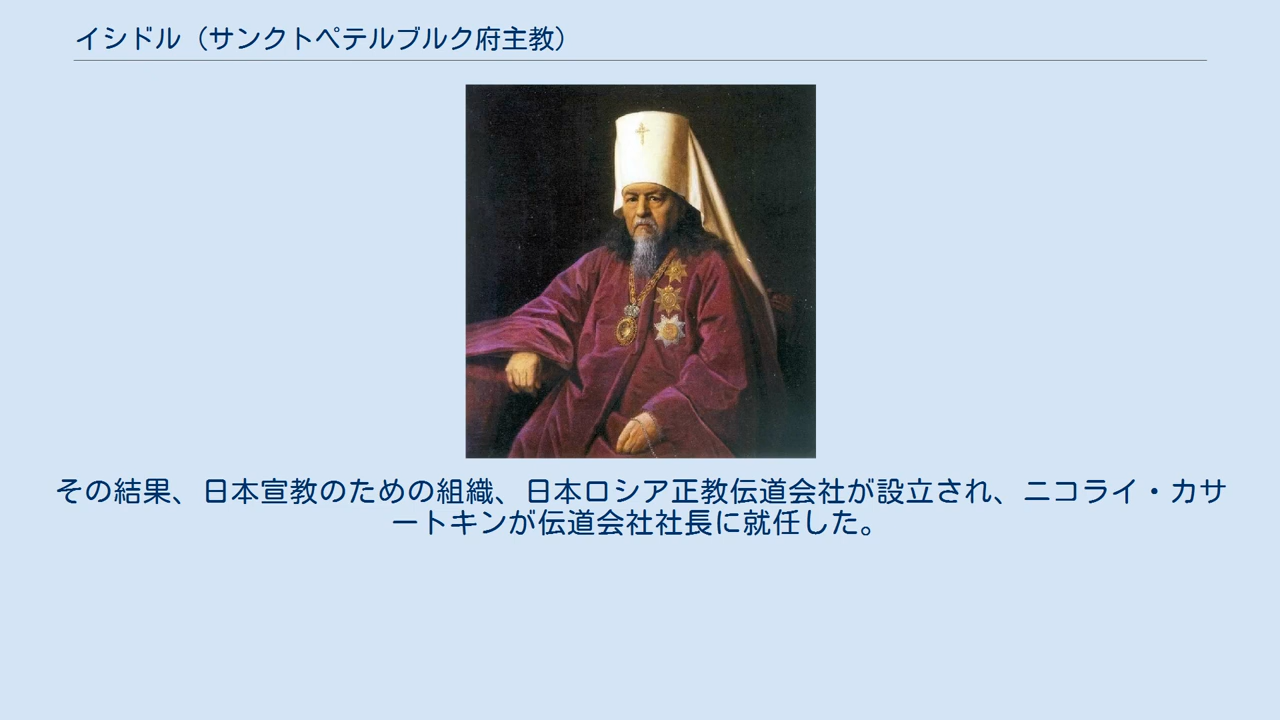 イシドル（サンクトペテルブルク府主教）
その結果、日本宣教のための組織、日本ロシア正教伝道会社が設立され、ニコライ・カサ
ートキンが伝道会社社長に就任した。